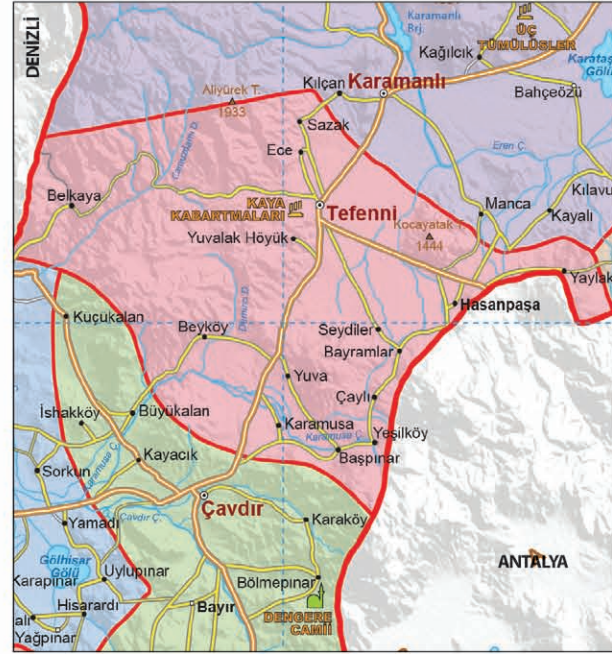 DENİZLİ
Karamanlı
Brj.
ÜÇ
TÜMÜLÜSLER
Kağılcık
Karataş
Gölü
Aliyürek T.
1933
Kılçan
Karamanlı
Bahçeözü
Sazak
Ece
Eren Ç.
Belkaya
KAYA
KABARTMALARI
Tefenni
Manca
Kılavu
Kayalı
Yuvalak Höyük
Kocayatak T.
1444
Yaylak
Hasanpaşa
Kuçukalan
Beyköy
Seydiler
Bayramlar
Yuva
Çaylı
İshakköy
Büyükalan
Karamusa
Karamusa Ç.
Yeşilköy
Başpınar
Kayacık
Karamusa Ç.
Sorkun
Çavdır
Çavdır Ç.
Karaköy
Yamadı
ANTALYA
Gölhisar
Gölü
Karapınar
Uylupınar
Bölmepınar
Hisarardı
Bayır
DENGERE
CAMİİ
alı
Yağpınar